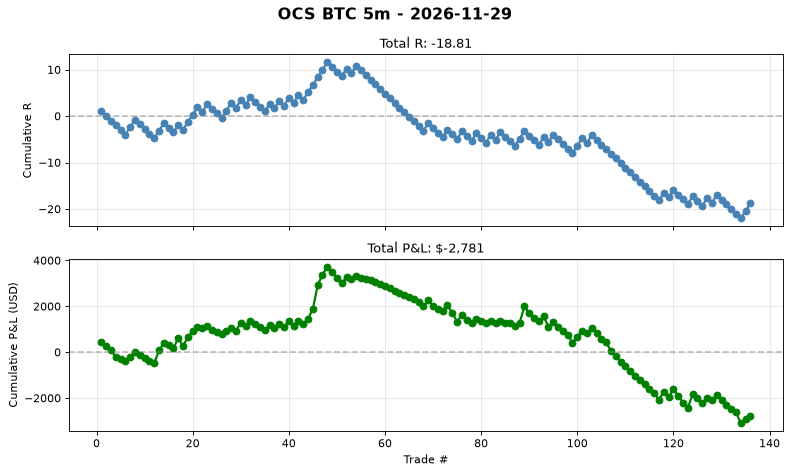 OCS BTC 5m - 2026-11-29
Total R: -18.81
Cumulative R
10
0
−10
−20
Total P&L: $-2,781
Cumulative P&L (USD)
4000
2000
0
−2000
0 20 40 60 80 100 120 140
Trade #